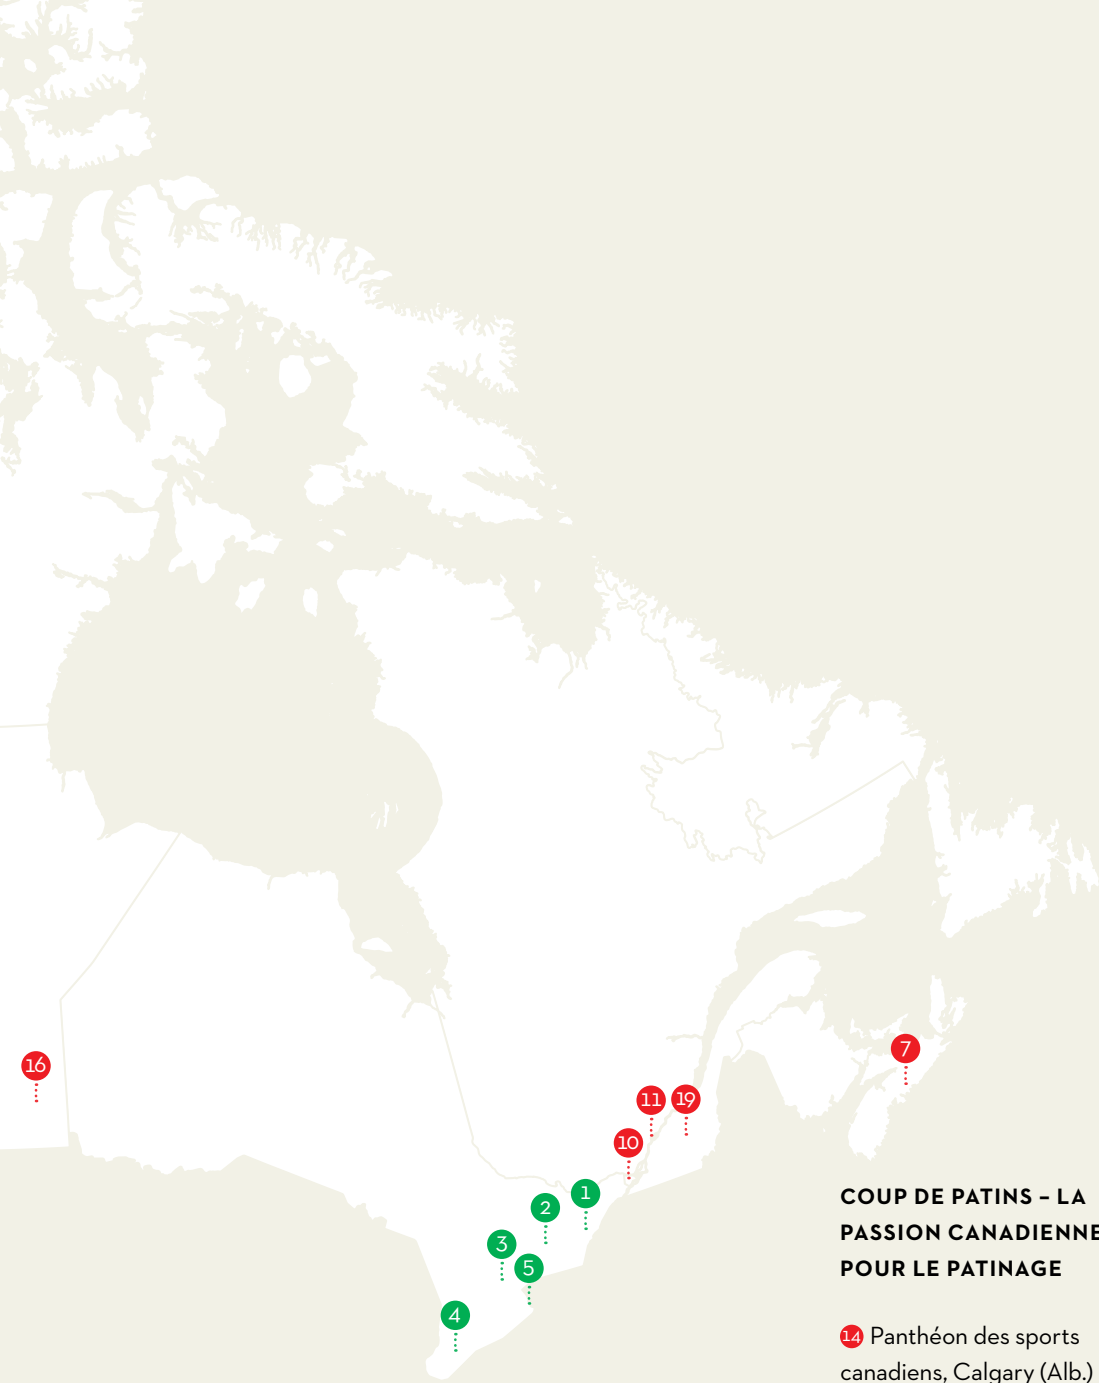 16
7
11
19
10
1
2
3
5
4
COUP DE PATINS – LA
PASSION CANADIENNE
POUR LE PATINAGE
14 Panthéon des sports
canadiens, Calgary (Alb.)